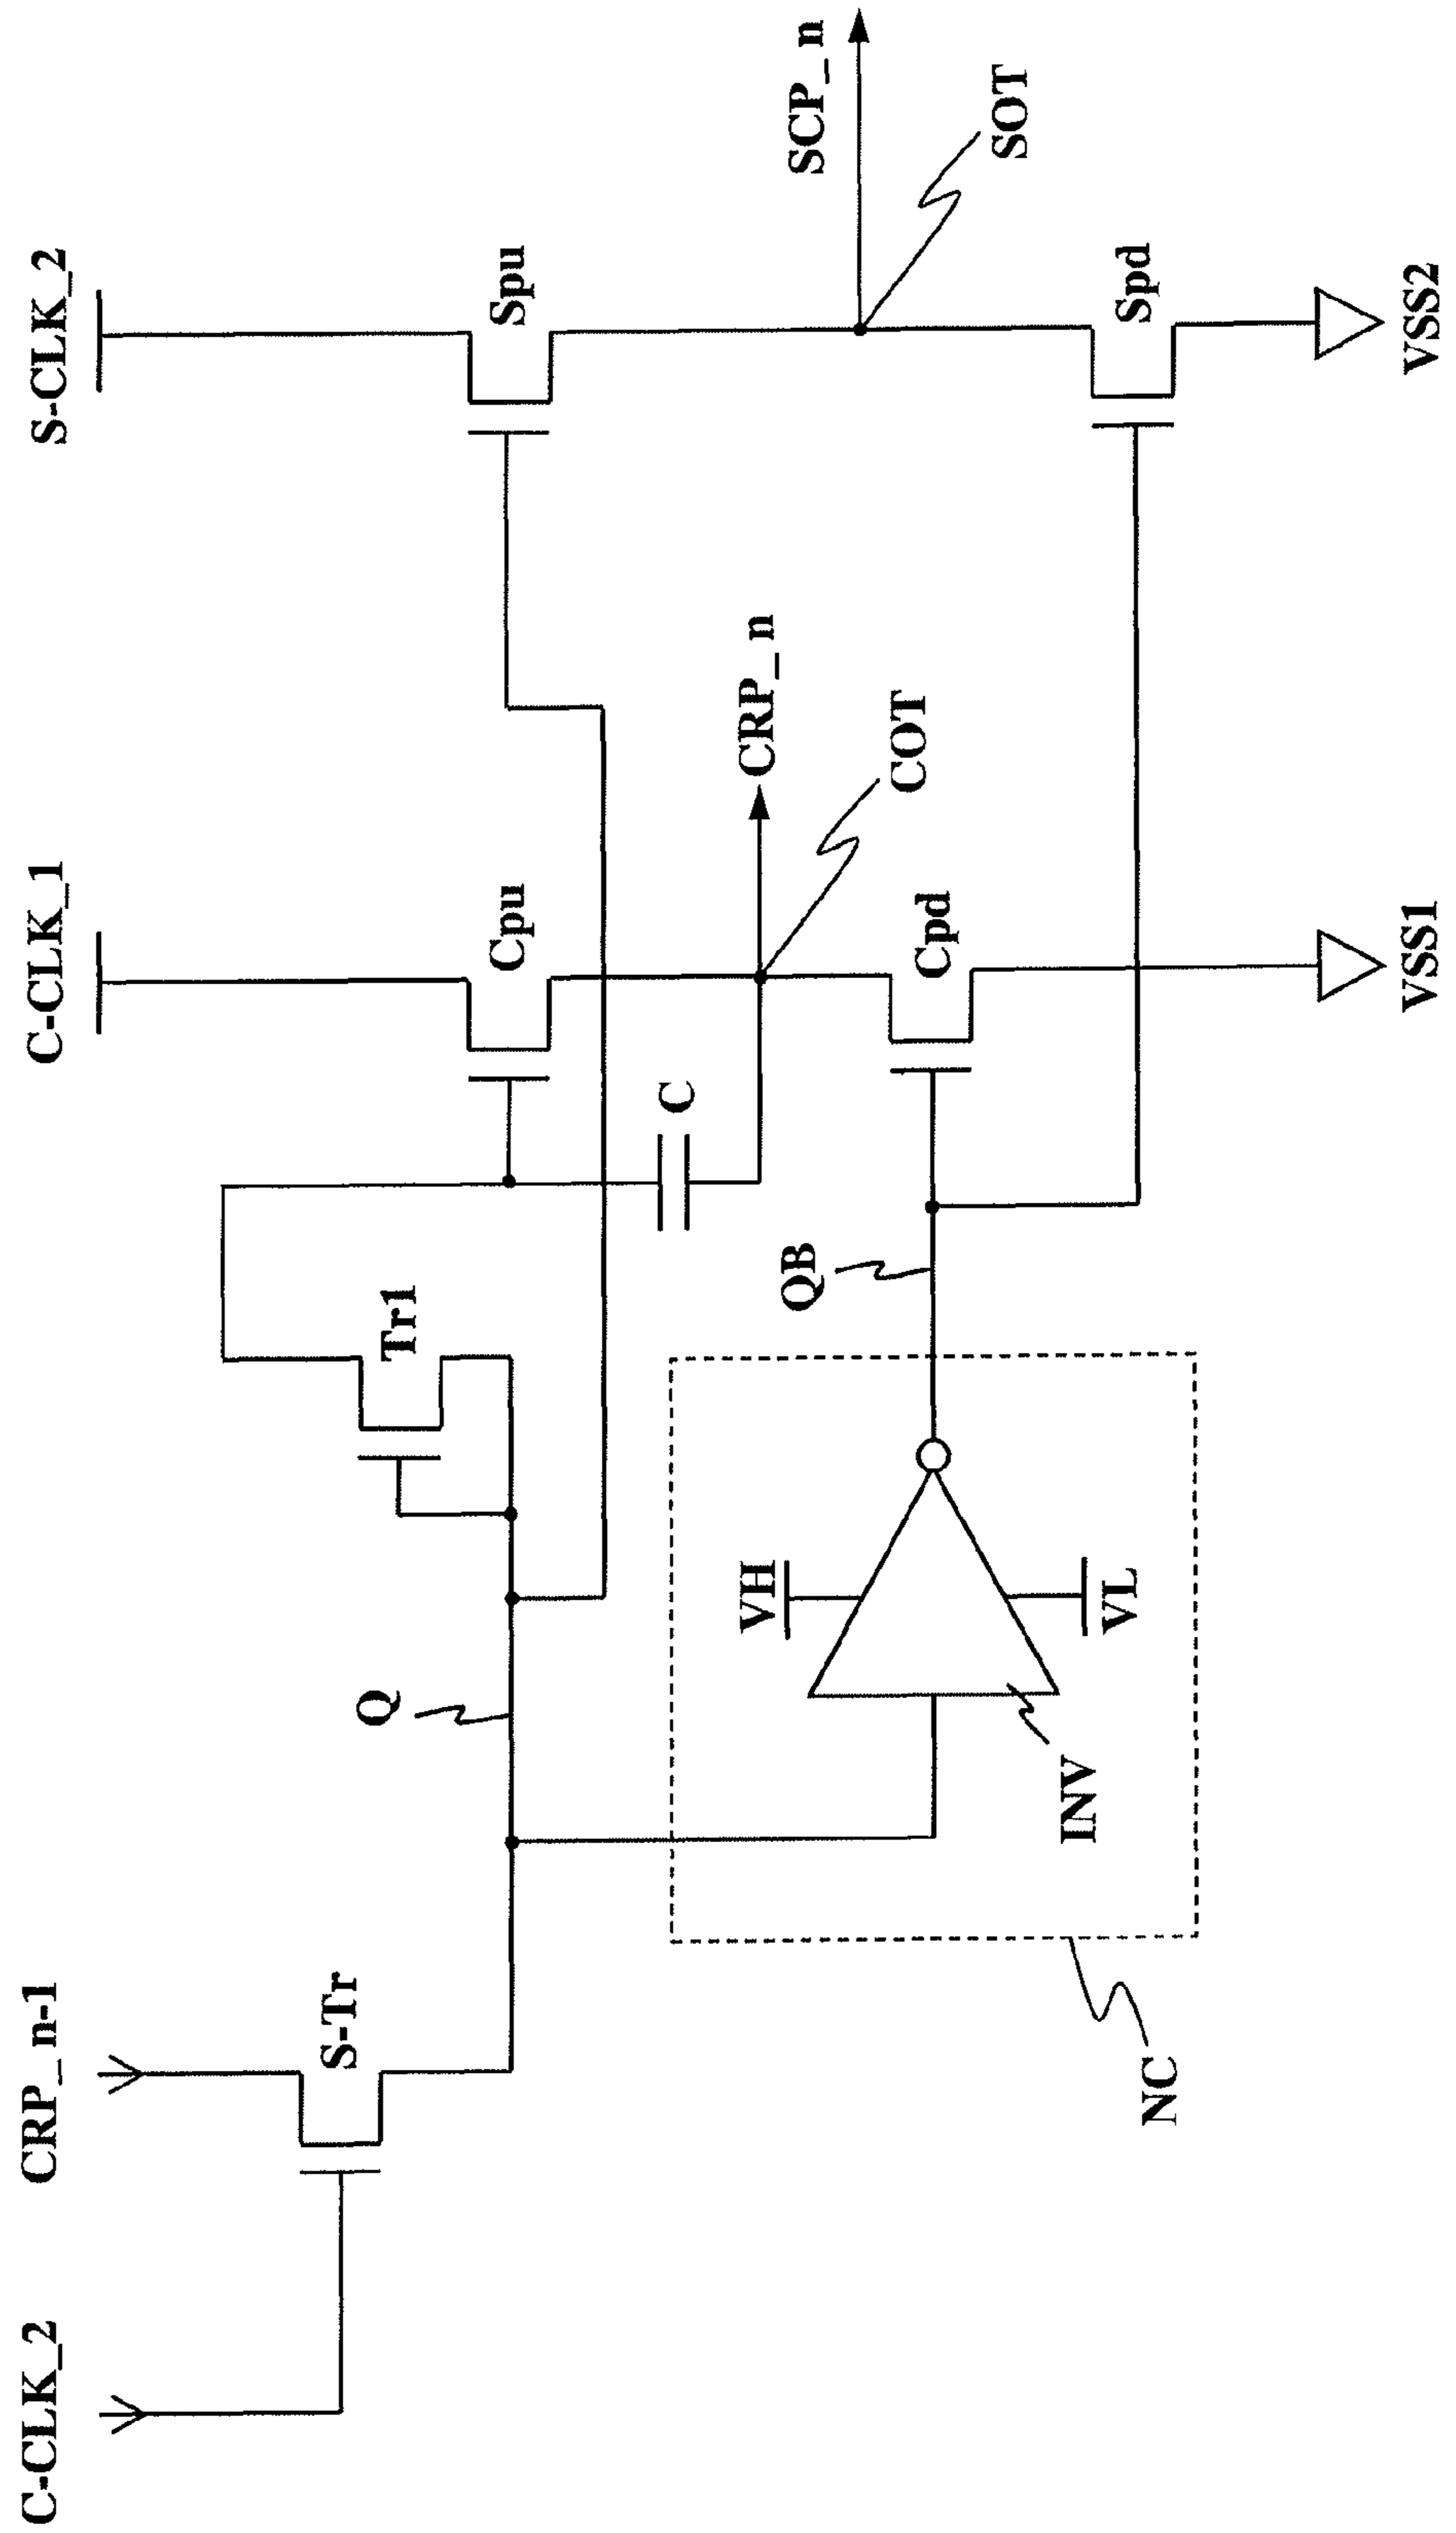 C-CLK_2
CRP_n-1
C-CLK_1
S-CLK_2
S-Tr
Q
Tr1
Cpu
Spu
C
CRP_n
SCP_n
QB
COT
SOT
VH
VL
INV
NC
Cpd
Spd
VSS1
VSS2